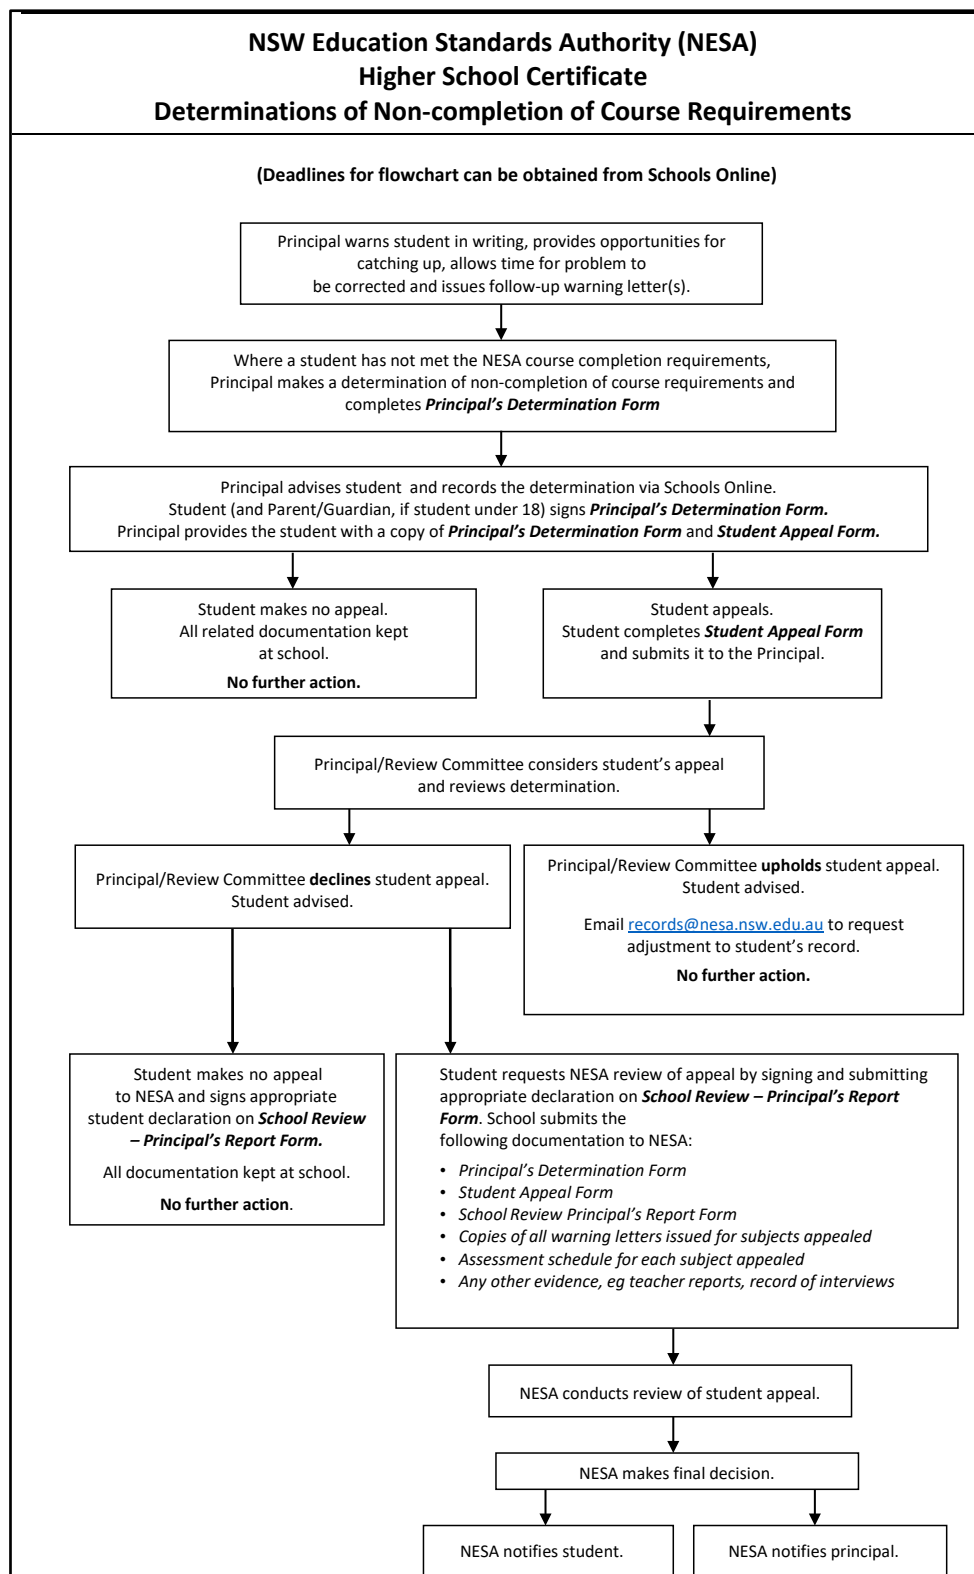 NSW Education Standards Authority (NESA)
Higher School Certificate
Determinations of Non-completion of Course Requirements
(Deadlines for flowchart can be obtained from Schools Online)
Principal warns student in writing, provides opportunities for
catching up, allows time for problem to
be corrected and issues follow-up warning letter(s).
Where a student has not met the NESA course completion requirements,
Principal makes a determination of non-completion of course requirements and
completes Principal’s Determination Form
Principal advises student and records the determination via Schools Online.
Student (and Parent/Guardian, if student under 18) signs Principal’s Determination Form.
Principal provides the student with a copy of Principal’s Determination Form and Student Appeal Form.
Student makes no appeal.
All related documentation kept
at school.
No further action.
Student appeals.
Student completes Student Appeal Form
and submits it to the Principal.
Principal/Review Committee considers student’s appeal
and reviews determination.
Principal/Review Committee declines student appeal.
Student advised.
Principal/Review Committee upholds student appeal.
Student advised.
Email records@nesa.nsw.edu.au to request
adjustment to student’s record.
No further action.
Student makes no appeal
to NESA and signs appropriate
student declaration on School Review
– Principal’s Report Form.
All documentation kept at school.
No further action.
Student requests NESA review of appeal by signing and submitting
appropriate declaration on School Review – Principal’s Report
Form. School submits the
following documentation to NESA:
• Principal’s Determination Form
• Student Appeal Form
• School Review Principal’s Report Form
• Copies of all warning letters issued for subjects appealed
• Assessment schedule for each subject appealed
• Any other evidence, eg teacher reports, record of interviews
NESA conducts review of student appeal.
NESA makes final decision.
NESA notifies student.
NESA notifies principal.